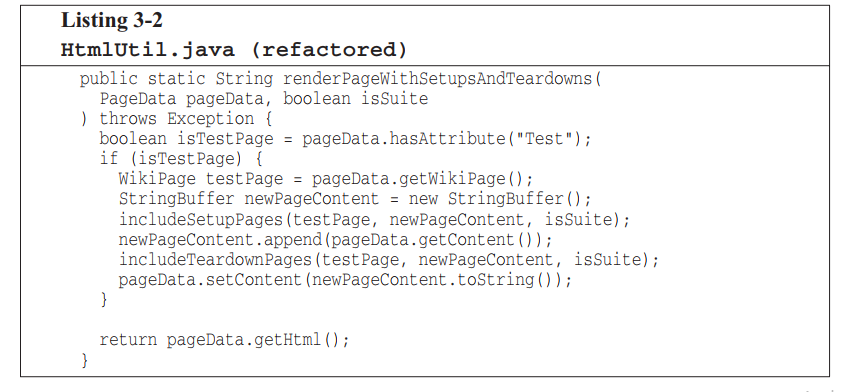 Listing 3-2
HtmlUtil.java (refactored)
public static String renderPageWithSetupsAndTeardowns(
PageData pageData, boolean isSuite
) throws Exception {
boolean isTestPage = pageData.hasAttribute("Test");
if (isTestPage) {
WikiPage testPage = pageData.getWikiPage();
StringBuffer newPageContent = new StringBuffer();
includeSetupPages(testPage, newPageContent, isSuite);
newPageContent.append(pageData.getContent());
includeTeardownPages(testPage, newPageContent, isSuite);
pageData.setContent(newPageContent.toString());
}
return pageData.getHtml();
}